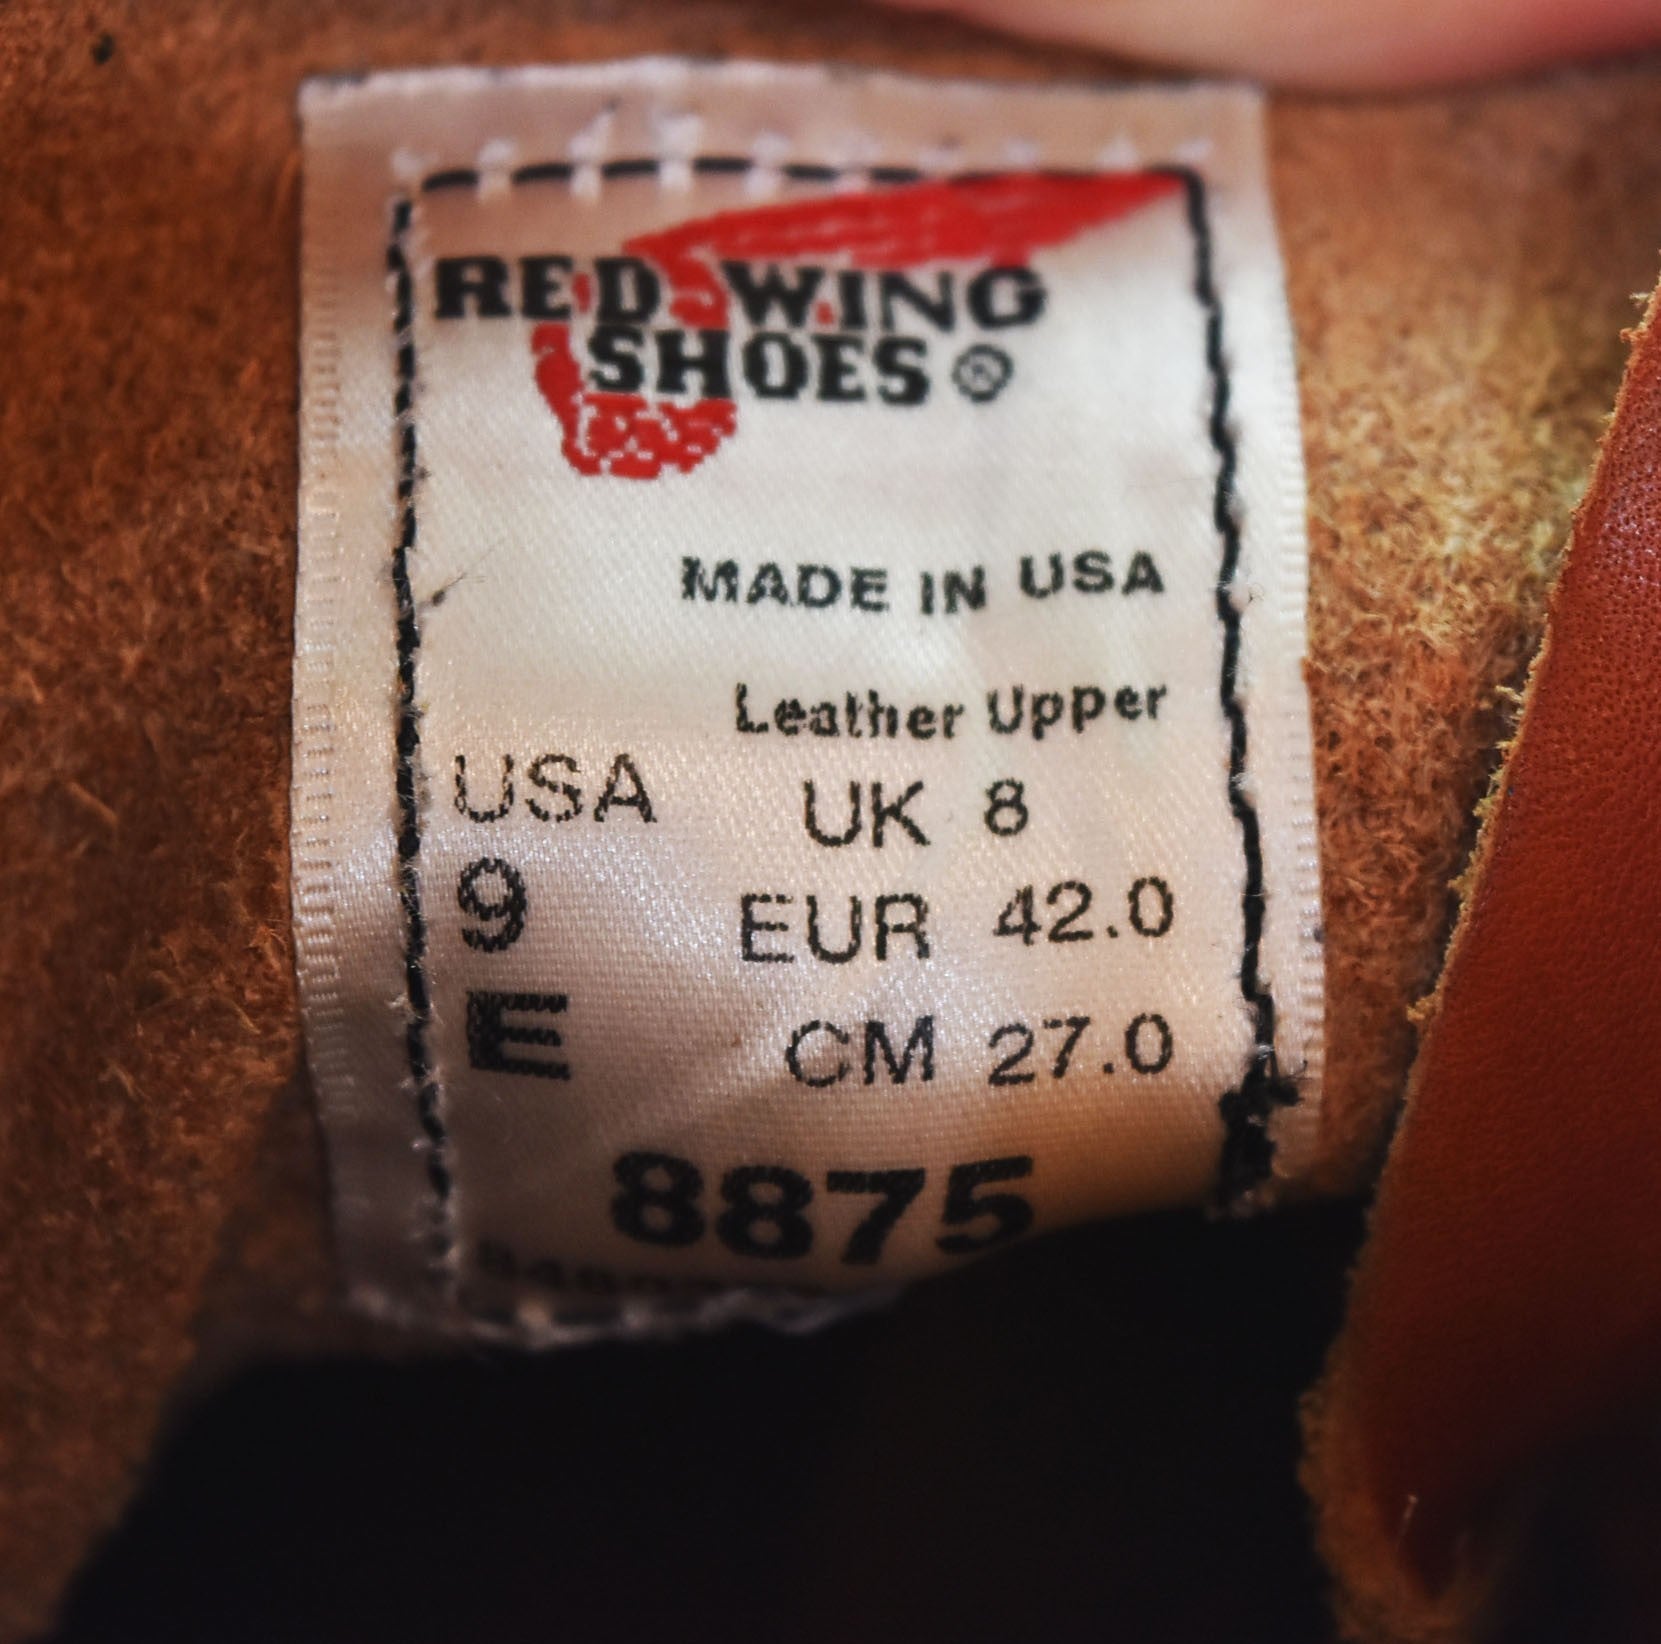 RED WING
SHOES ®
MADE IN USA
Leather Upper
USA
9
E
UK 8
EUR 42.0
CM 27.0
8875